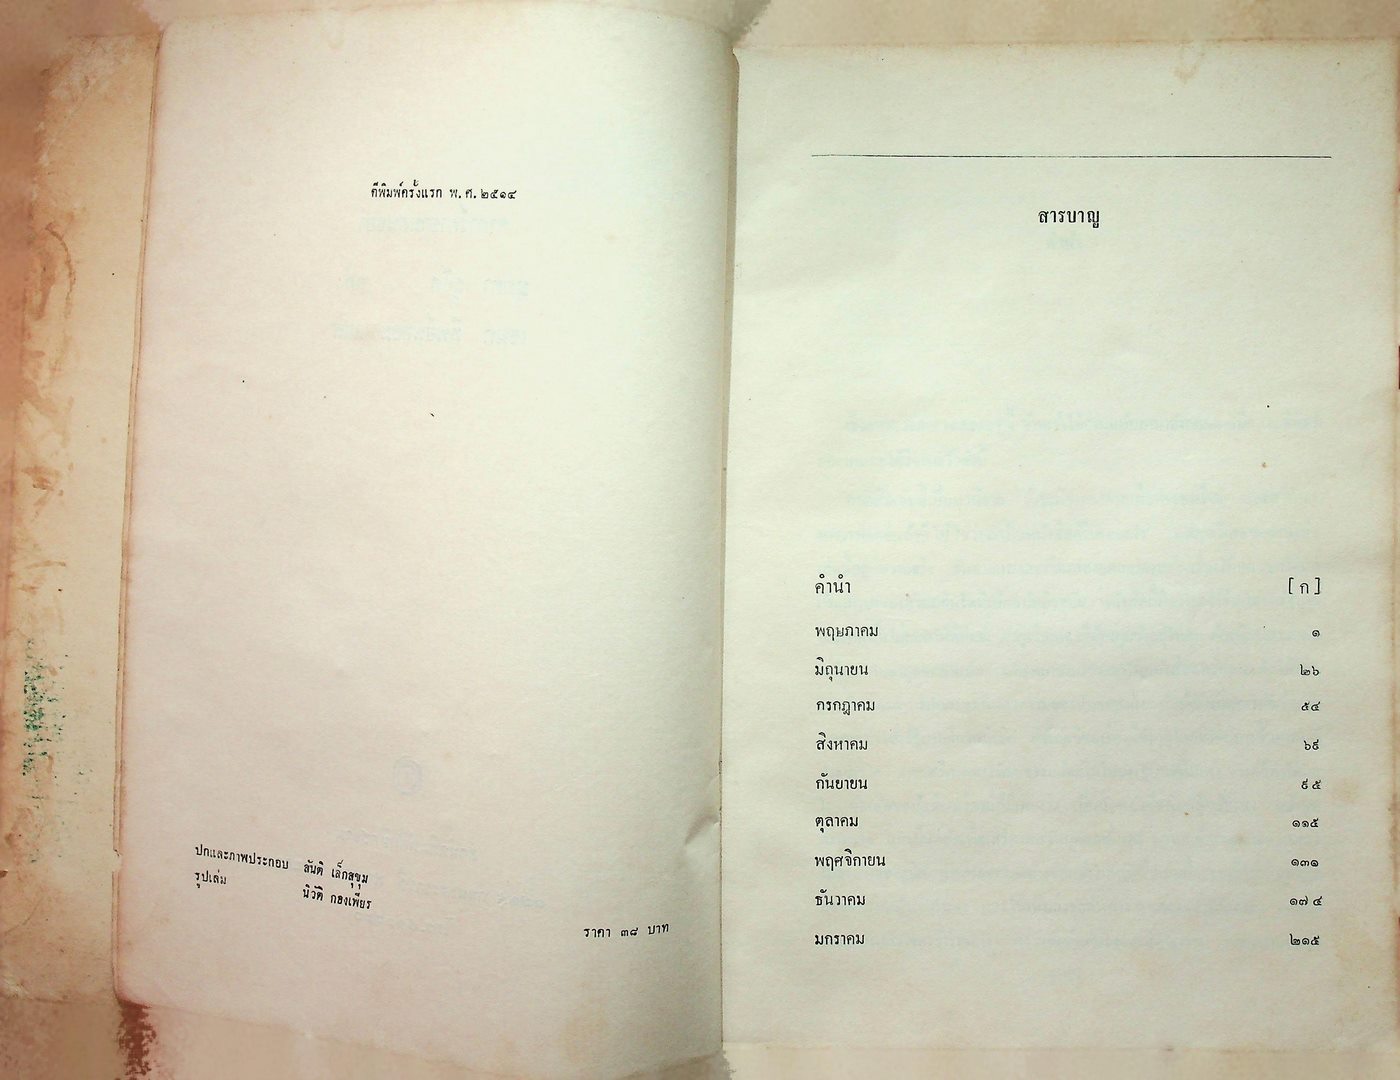 ตีพิมพ์ครั้งแรก พ.ศ.๒๕๑๔
ปกและภาพประกอบ สันติ เล็กสุขุม
รูปเล่ม นิวัติ กองเพียร
ราคา ๓๘ บาท
สารบาญ
คำนำ [ก]
พฤษภาคม ๑
มิถุนายน ๒๖
กรกฎาคม ๕๔
สิงหาคม ๖๙
กันยายน ๙๕
ตุลาคม ๑๑๕
พฤศจิกายน ๑๓๑
ธันวาคม ๑๗๔
มกราคม ๒๑๕